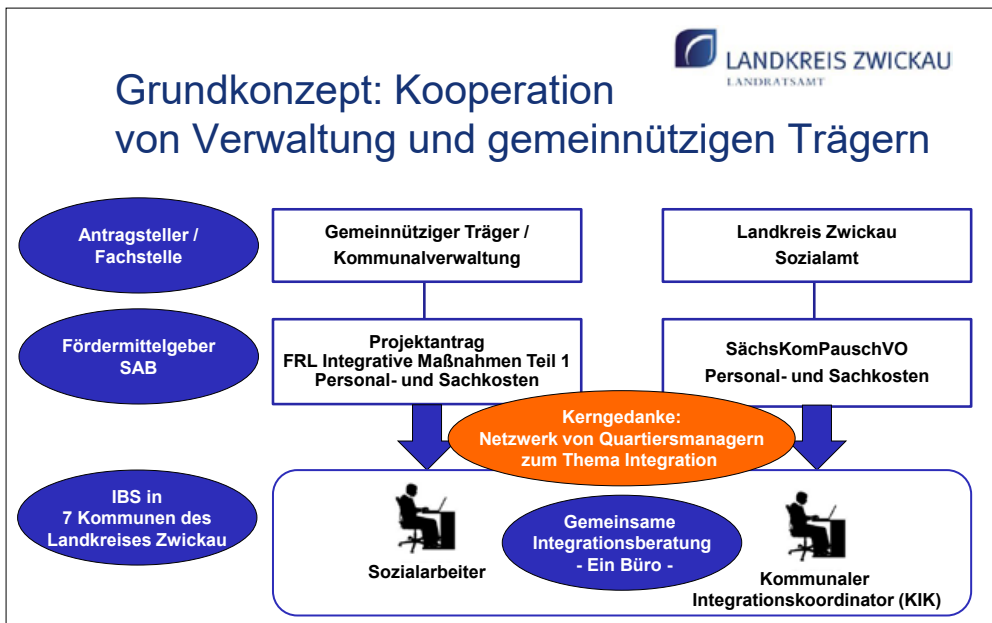 LANDKREIS ZWICKAU
LANDRATSAMT
Grundkonzept: Kooperation
von Verwaltung und gemeinnützigen Trägern
Antragsteller /
Fachstelle
Gemeinnütziger Träger /
Kommunalverwaltung
Landkreis Zwickau
Sozialamt
Fördermittelgeber
SAB
Projektantrag
FRL Integrative Maßnahmen Teil 1
Personal- und Sachkosten
SächsKomPauschVO
Personal- und Sachkosten
Kerngedanke:
Netzwerk von Quartiersmanagern
zum Thema Integration
IBS in
7 Kommunen des
Landkreises Zwickau
Sozialarbeiter
Gemeinsame
Integrationsberatung
- Ein Büro -
Kommunaler
Integrationskoordinator (KIK)